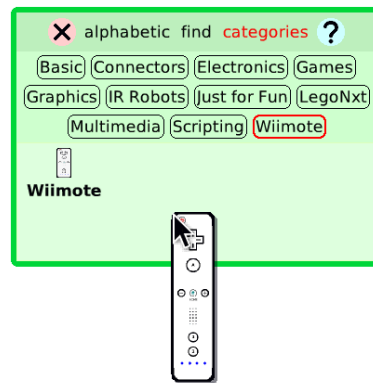 alphabetic find categories ?
Basic Connectors Electronics Games
Graphics IR Robots Just for Fun LegoNxt
Multimedia Scripting Wiimote
Wiimote